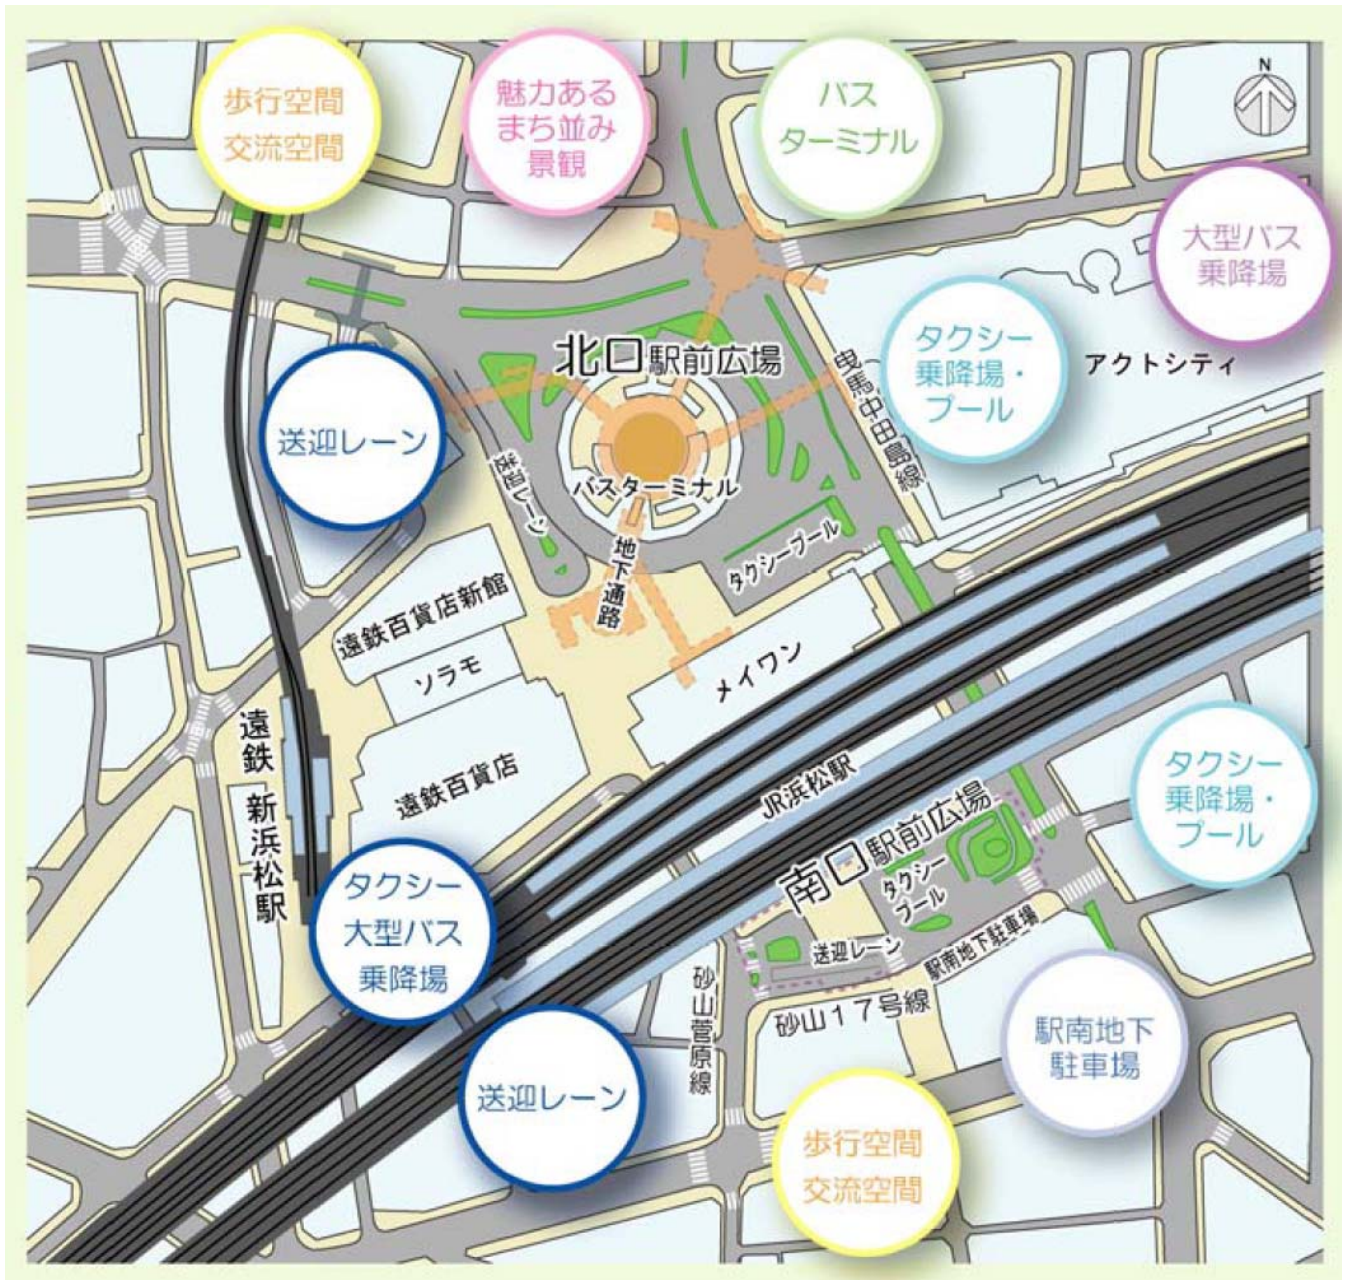 歩行空間
交流空間
魅力ある
まち並み
景観
バス
ターミナル
N
大型バス
乗降場
タクシー
乗降場・
プール
アクトシティ
北口駅前広場
曳馬中田島線
送迎レーン
送迎レーン
バスターミナル
地下通路
タクシープール
遠鉄百貨店新館
ソラモ
メイワン
遠鉄百貨店
遠鉄 新浜松駅
JR浜松駅
タクシー
乗降場・
プール
南口駅前広場
タクシー
プール
送迎レーン
駅南地下駐車場
砂山17号線
砂山菅原線
タクシー
大型バス
乗降場
送迎レーン
駅南地下
駐車場
歩行空間
交流空間